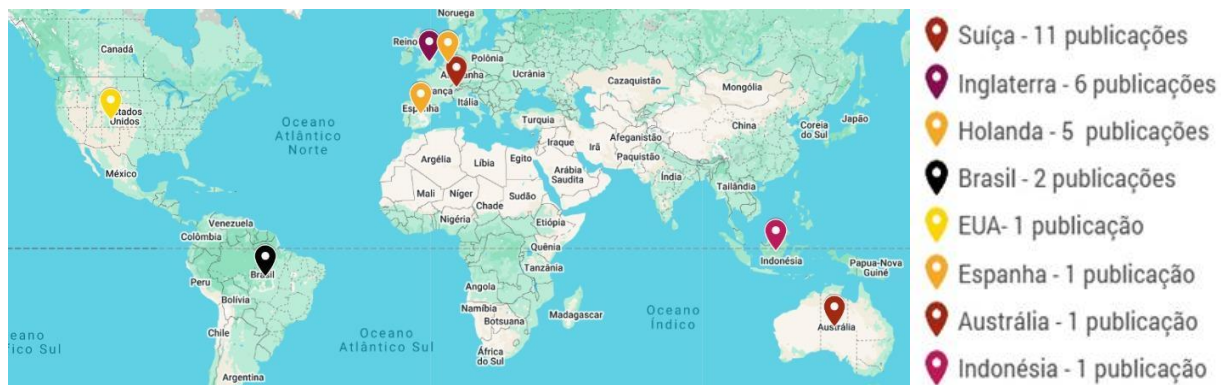 Noruega
Canadá
Reino
Polônia
Ucrânia
Cazaquistão
Mongólia
Itália
Estados
Unidos
Espanha
Turquia
China
Coreia
do Sul
Japão
Oceano
Atlântico
Norte
Afeganistão
Iraque
Irã
Paquistão
México
Argélia
Líbia
Egito
Arábia
Saudita
Índia
Mali
Níger
Sudão
Tailândia
Chade
Nigéria
Etiópia
Venezuela
Colômbia
Quênia
Indonésia
Papua-Nova
Guiné
Tanzânia
Brasil
Peru
Angola
Bolívia
Namíbia
Botsuana
Madagascar
Oceano
Índico
Austrália
Chile
Oceano
Atlântico Sul
África
do Sul
eano
fico Sul
Argentina
Suíça - 11 publicações
Inglaterra - 6 publicações
Holanda - 5 publicações
Brasil - 2 publicações
EUA- 1 publicação
Espanha - 1 publicação
Austrália - 1 publicação
Indonésia - 1 publicação